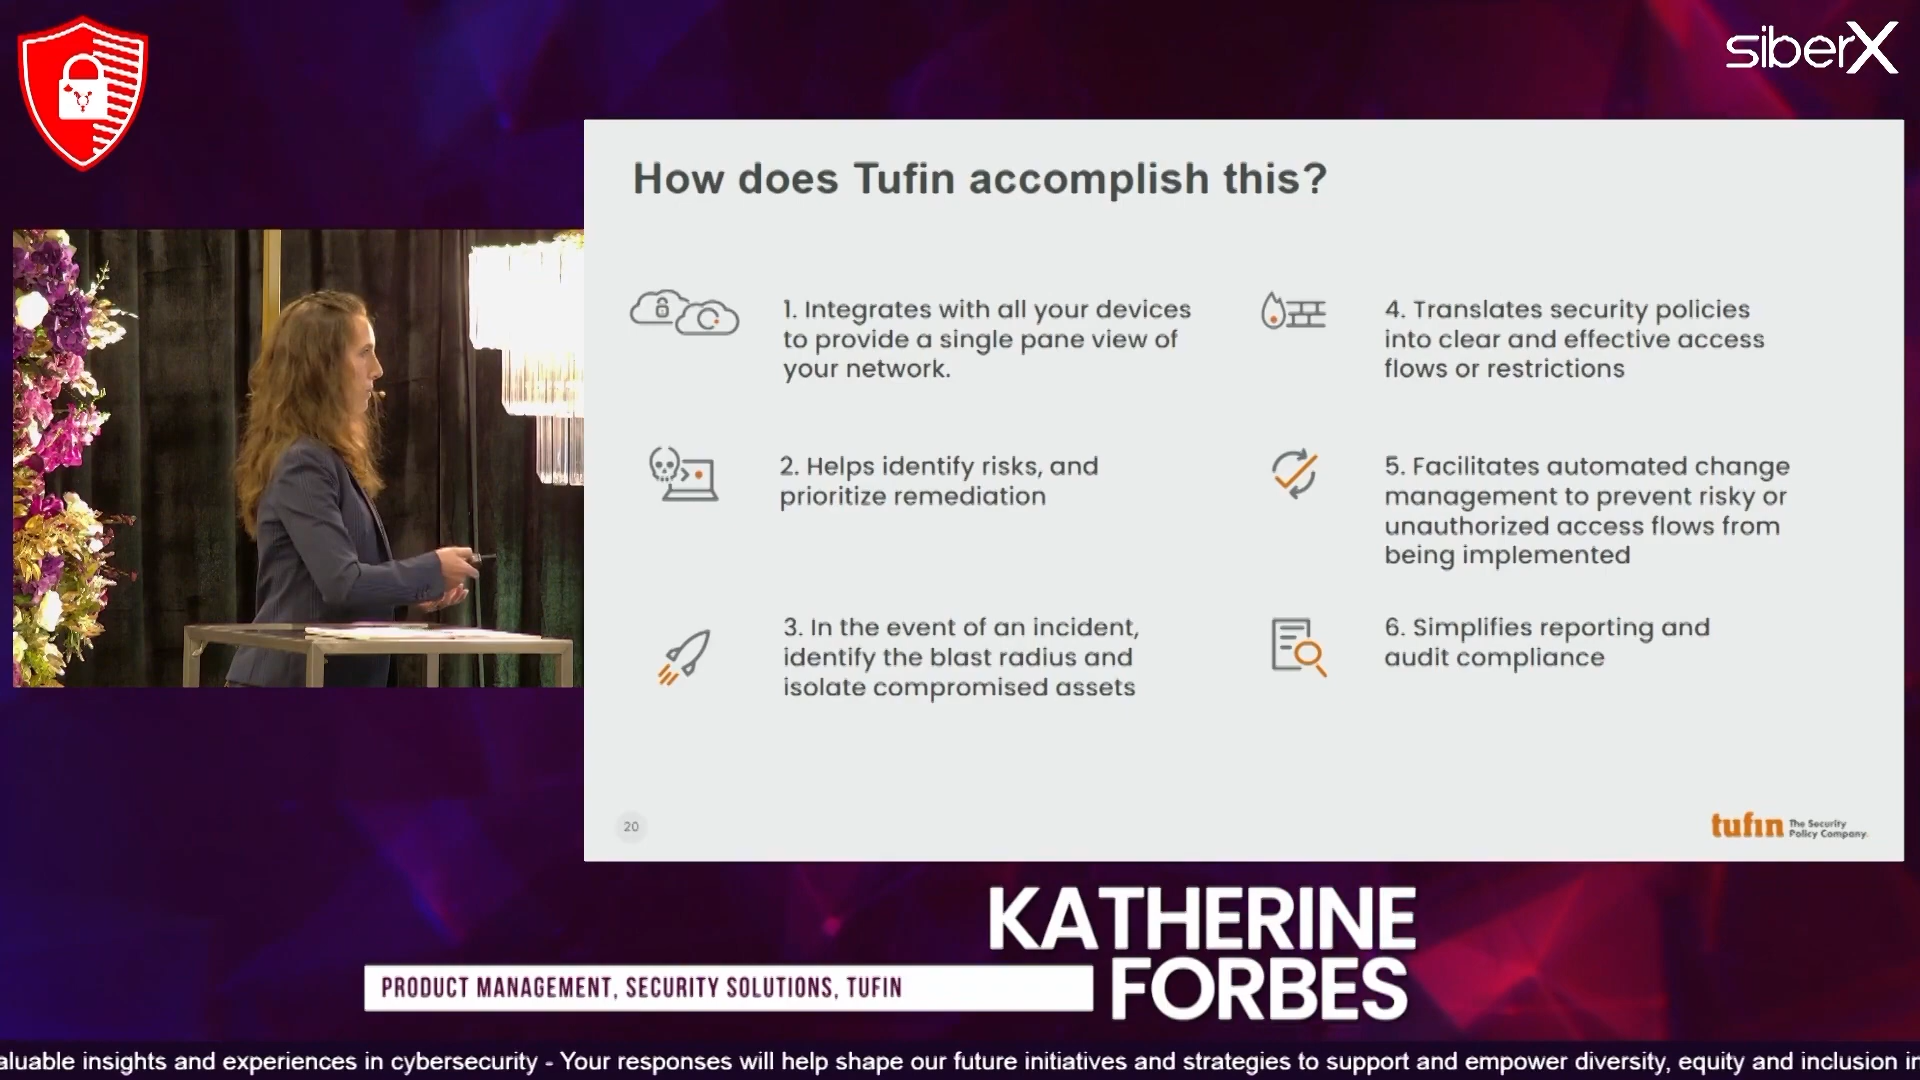 siberX
How does Tufin accomplish this?
1. Integrates with all your devices
to provide a single pane view of
your network.
2. Helps identify risks, and
prioritize remediation
3. In the event of an incident,
identify the blast radius and
isolate compromised assets
4. Translates security policies
into clear and effective access
flows or restrictions
5. Facilitates automated change
management to prevent risky or
unauthorized access flows from
being implemented
6. Simplifies reporting and
audit compliance
20
tufin The Security
Policy Company.
KATHERINE
FORBES
PRODUCT MANAGEMENT, SECURITY SOLUTIONS, TUFIN
aluable insights and experiences in cybersecurity - Your responses will help shape our future initiatives and strategies to support and empower diversity, equity and inclusion in